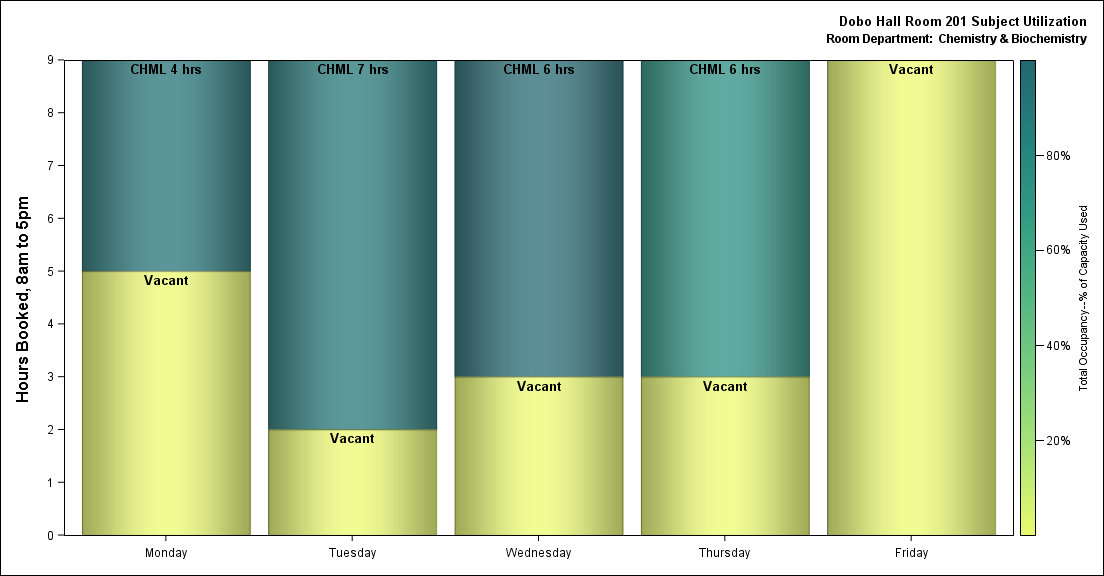 Dobo Hall Room 201 Subject Utilization
Room Department: Chemistry & Biochemistry
Hours Booked, 8am to 5pm
9
8
7
6
5
4
3
2
1
0
CHML 4 hrs
CHML 7 hrs
CHML 6 hrs
CHML 6 hrs
Vacant
Vacant
Vacant
Vacant
Vacant
Monday
Tuesday
Wednesday
Thursday
Friday
80%
60%
40%
20%
Total Occupancy--% of Capacity Used